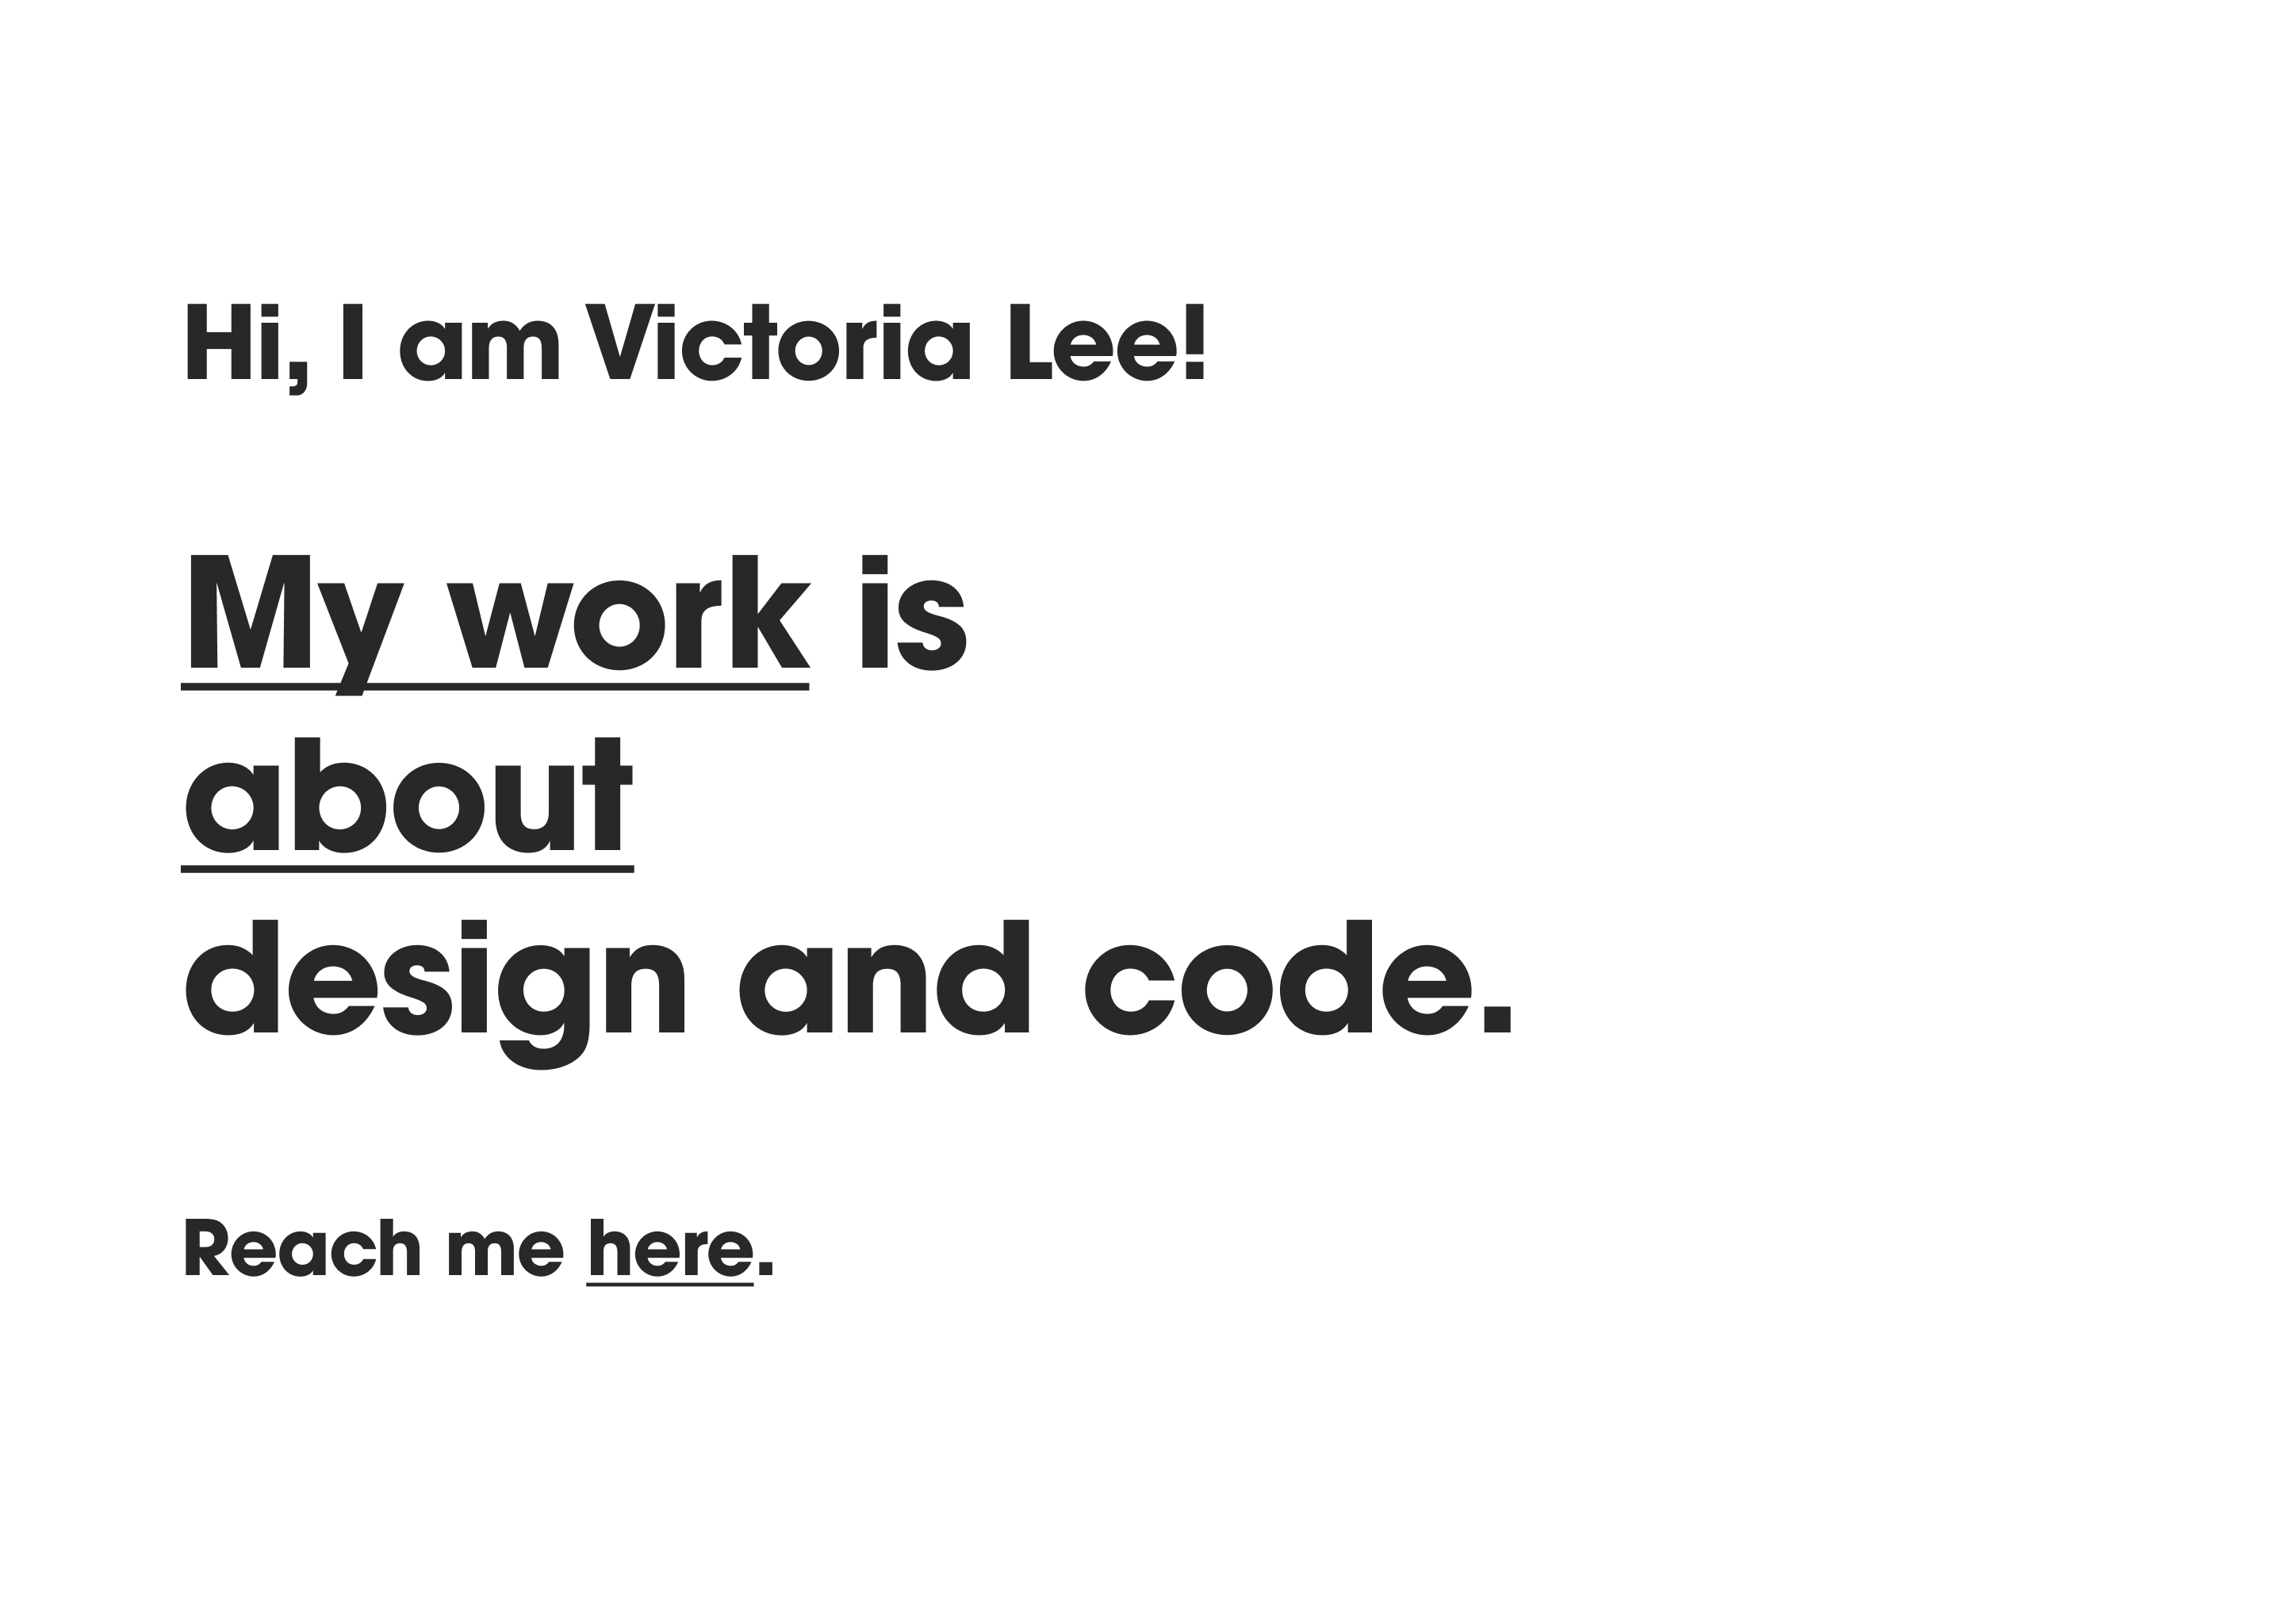 Hi, I am Victoria Lee!
My work is
about
design and code.
Reach me here.